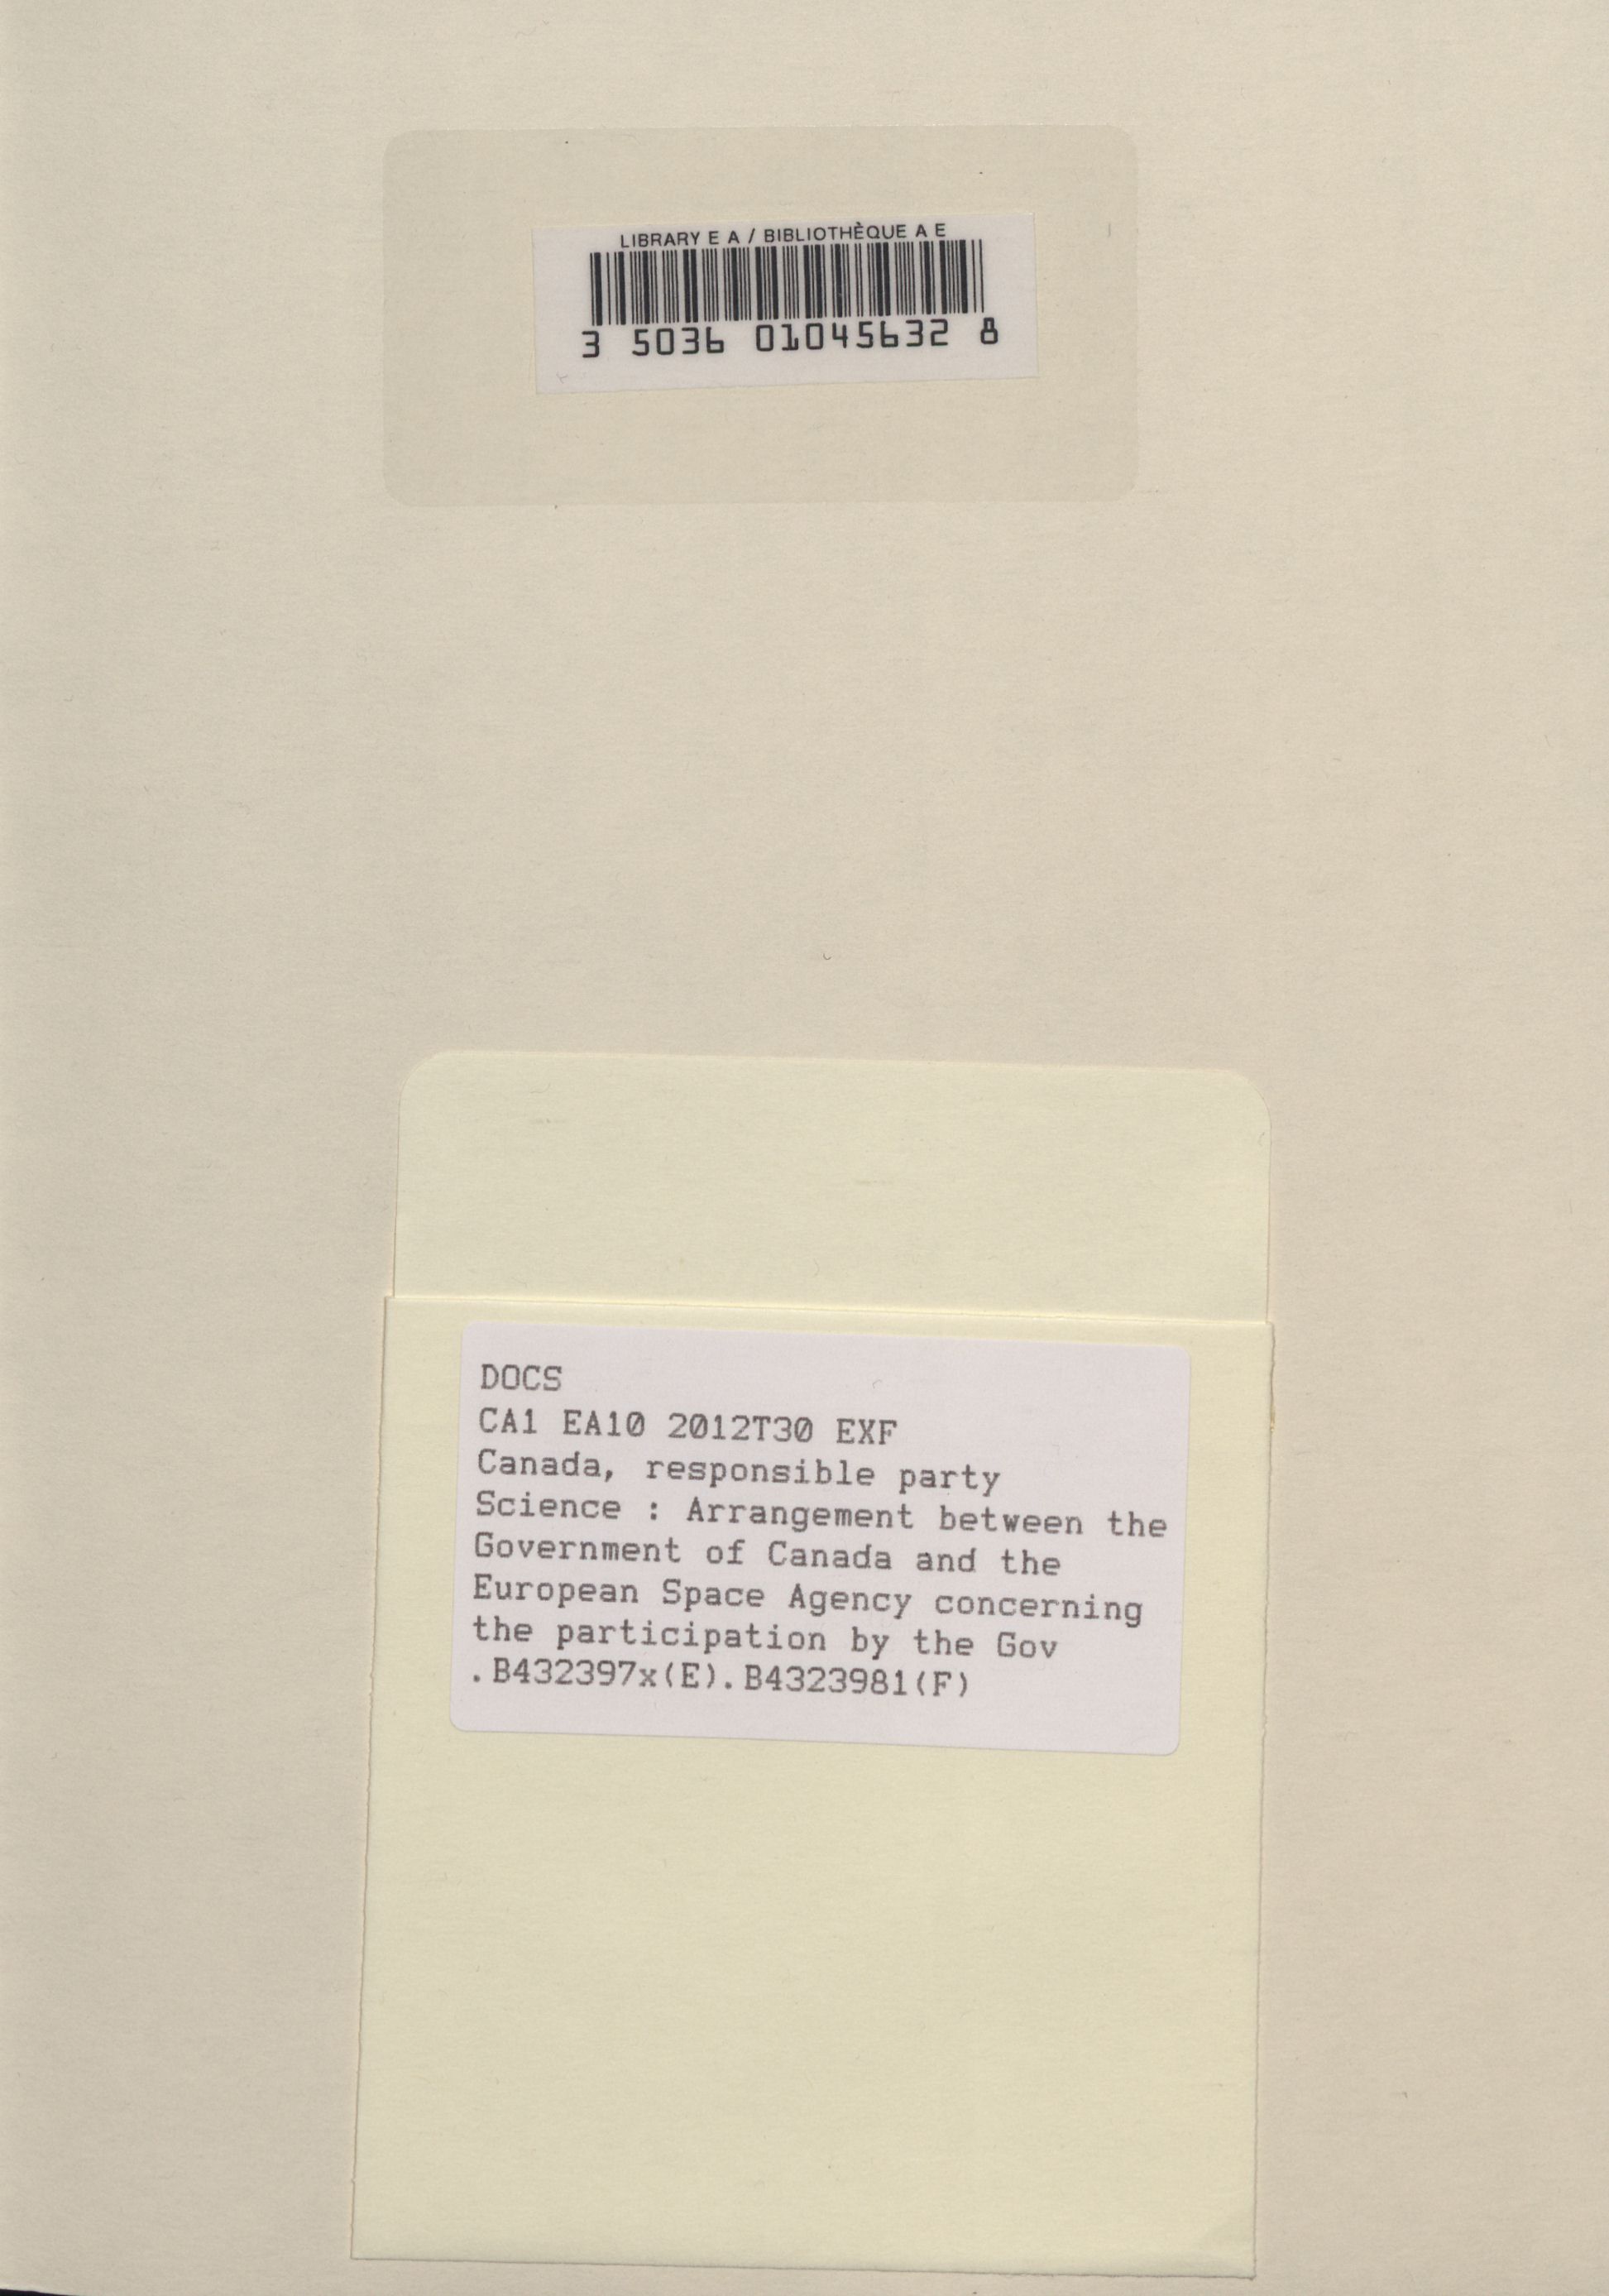 LIBRARY E A / BIBLIOTHÈQUE A E
3 5036 01045632 8
DOCS
CA1 EA10 2012T30 EXF
Canada, responsible party
Science : Arrangement between the
Government of Canada and the
European Space Agency concerning
the participation by the Gov
.B432397x(E).B4323981(F)